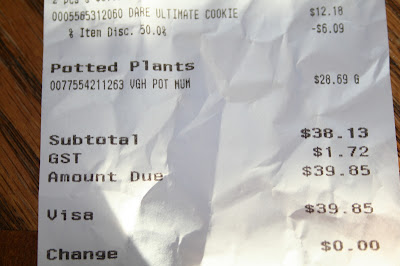 0005565312060 DARE ULTIMATE COOKIE $12.18
% Item Disc. 50.0% -$6.09
Potted Plants
0077554211263 VGH POT MUM $28.69 G
Subtotal $38.13
GST $1.72
Amount Due $39.85
Visa $39.85
Change $0.00